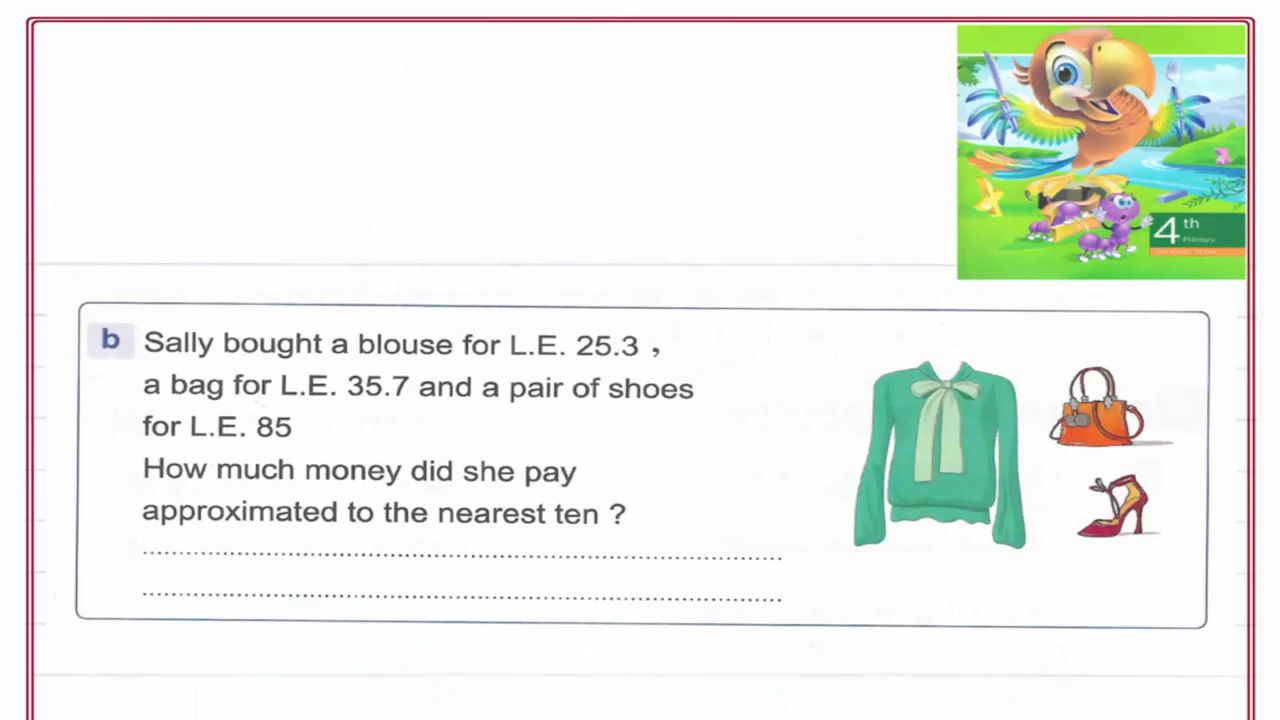 4th
Primary
b Sally bought a blouse for L.E. 25.3 ,
a bag for L.E. 35.7 and a pair of shoes
for L.E. 85
How much money did she pay
approximated to the nearest ten ?